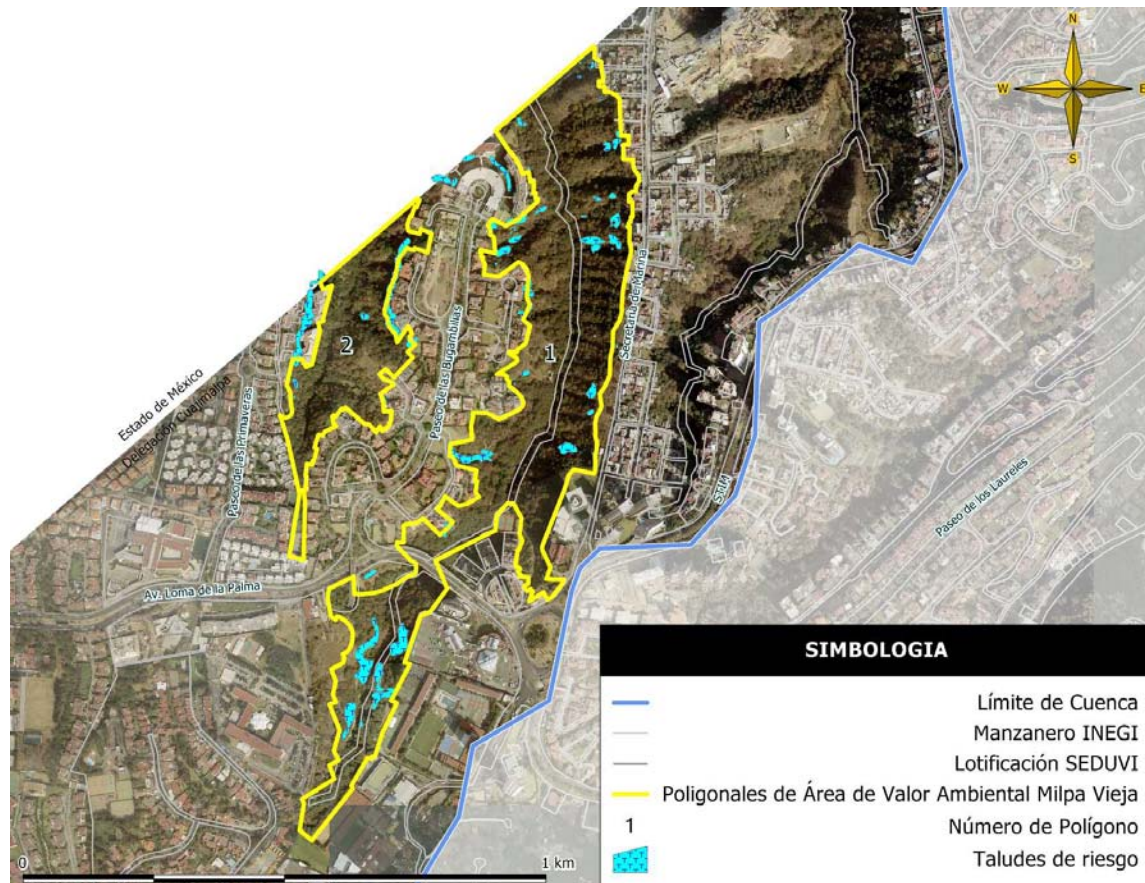 N
W
E
S
Estado de México
Delegación Cuajimalpa
Paseo de las Primaveras
Paseo de las Bugambilias
Secretaría de Marina
STIM
Paseo de los Laureles
Av. Loma de la Palma
1
2
0
1 km
SIMBOLOGIA
Límite de Cuenca
Manzanero INEGI
Lotificación SEDUVI
Poligonales de Área de Valor Ambiental Milpa Vieja
1 Número de Polígono
Taludes de riesgo